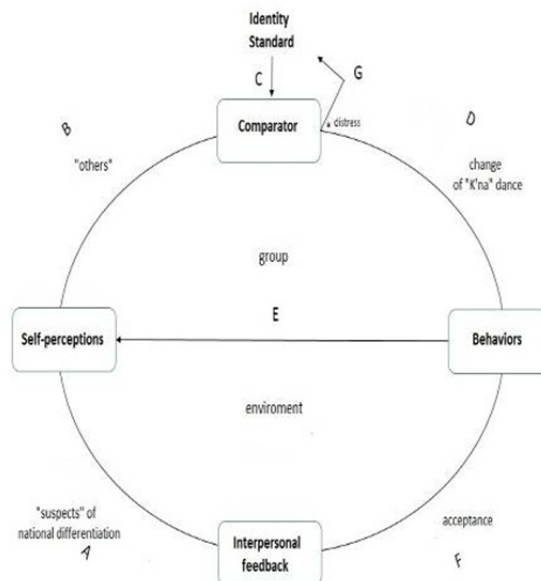 Identity
Standard
C
G
Comparator
* distress
B
D
"others"
change
of "K'na" dance
group
E
Self-perceptions
Behaviors
enviroment
"suspects" of
national differentiation
acceptance
A
Interpersonal
feedback
F